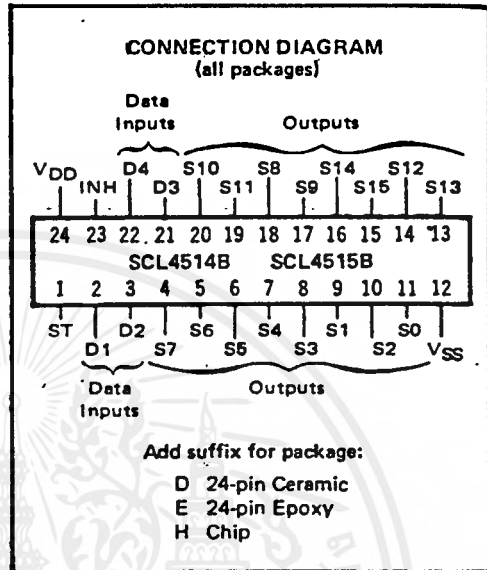 CONNECTION DIAGRAM
(all packages)
Data
Inputs
Outputs
VDD
D4
S10
S8
S14
S12
INH
D3
S11
S9
S15
S13
24 23 22 21 20 19 18 17 16 15 14 13
SCL4514B SCL4515B
1 2 3 4 5 6 7 8 9 10 11 12
ST
D2
S6
S4
S1
S0
D1
S7
S5
S3
S2
VSS
Data
Inputs
Outputs
Add suffix for package:
D 24-pin Ceramic
E 24-pin Epoxy
H Chip